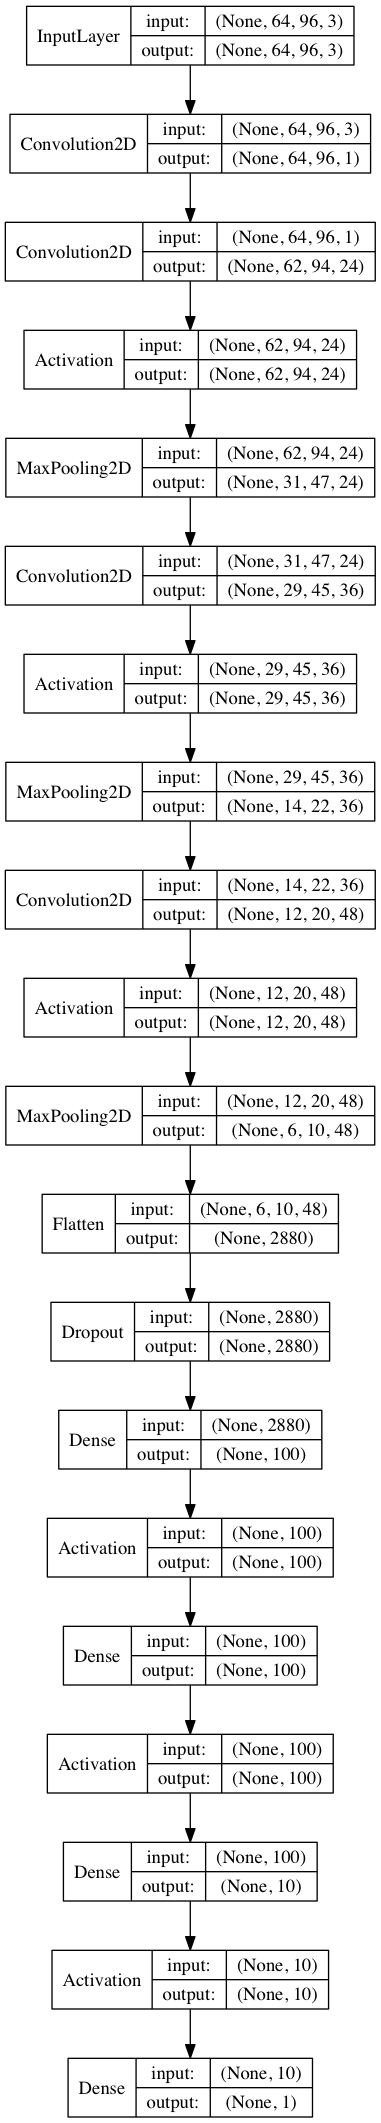 InputLayer input: (None, 64, 96, 3)
output: (None, 64, 96, 3)
Convolution2D input: (None, 64, 96, 3)
output: (None, 64, 96, 1)
Convolution2D input: (None, 64, 96, 1)
output: (None, 62, 94, 24)
Activation input: (None, 62, 94, 24)
output: (None, 62, 94, 24)
MaxPooling2D input: (None, 62, 94, 24)
output: (None, 31, 47, 24)
Convolution2D input: (None, 31, 47, 24)
output: (None, 29, 45, 36)
Activation input: (None, 29, 45, 36)
output: (None, 29, 45, 36)
MaxPooling2D input: (None, 29, 45, 36)
output: (None, 14, 22, 36)
Convolution2D input: (None, 14, 22, 36)
output: (None, 12, 20, 48)
Activation input: (None, 12, 20, 48)
output: (None, 12, 20, 48)
MaxPooling2D input: (None, 12, 20, 48)
output: (None, 6, 10, 48)
Flatten input: (None, 6, 10, 48)
output: (None, 2880)
Dropout input: (None, 2880)
output: (None, 2880)
Dense input: (None, 2880)
output: (None, 100)
Activation input: (None, 100)
output: (None, 100)
Dense input: (None, 100)
output: (None, 100)
Activation input: (None, 100)
output: (None, 100)
Dense input: (None, 100)
output: (None, 10)
Activation input: (None, 10)
output: (None, 10)
Dense input: (None, 10)
output: (None, 1)